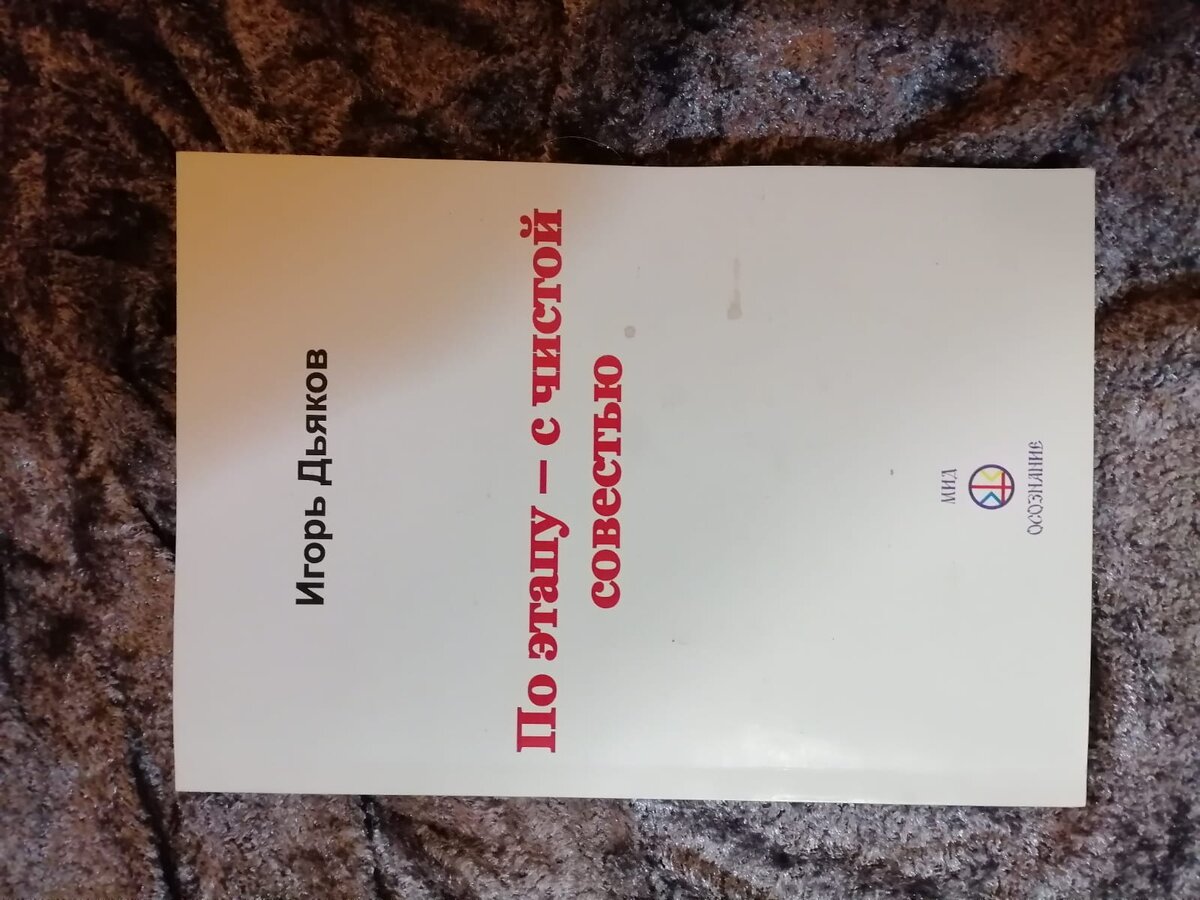 Игорь Дьяков
По этапу – с чистой
совестью
МИД
ОСОЗНАНИЕ